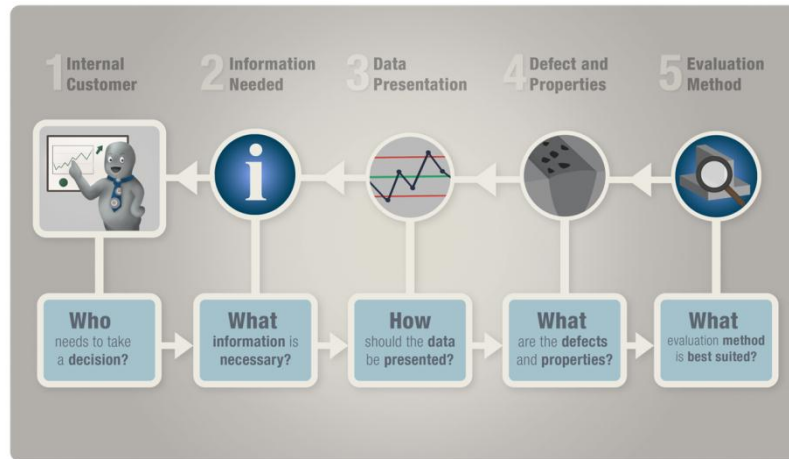 1 Internal Customer
2 Information Needed
3 Data Presentation
4 Defect and Properties
5 Evaluation Method
i
Who
needs to take
a decision?
What
information is
necessary?
How
should the data
be presented?
What
are the defects
and properties?
What
evaluation method
is best suited?